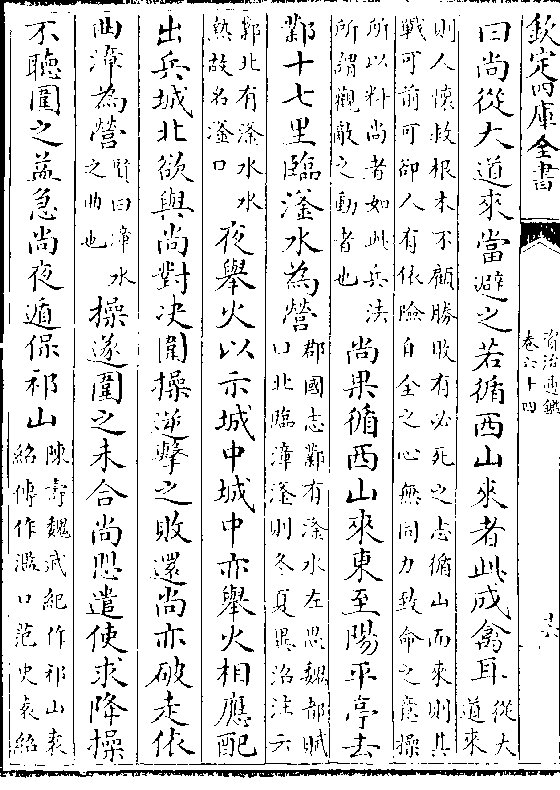 欽定四庫全書
資治通鑑
卷六十四
曰尚從大道來當避之若循西山來者此成禽耳從大
道來
則人懷救根本不顧勝敗有必死之志循山而來則其
戰可前可卻人有依險自全之心無同力致命之意操
所以料尚者如此兵法
所謂觀敵之動者也
尚果循西山來東至陽平亭去
鄴十七里臨滏水為營郡國志鄴有滏水左思魏都賦
口北臨漳滏則冬夏異沼注云
鄴北有滏水水
熱故名滏口
夜舉火以示城中城中亦舉火相應配
出兵城北欲與尚對決圍操逆擊之敗還尚亦破走依
曲漳為營賢曰漳水
之曲也
操遂圍之未合尚恐遣使求降操
不聽圍之益急尚夜遁保祁山陳壽魏武紀作祁山袁
紹傳作濫口范史袁紹